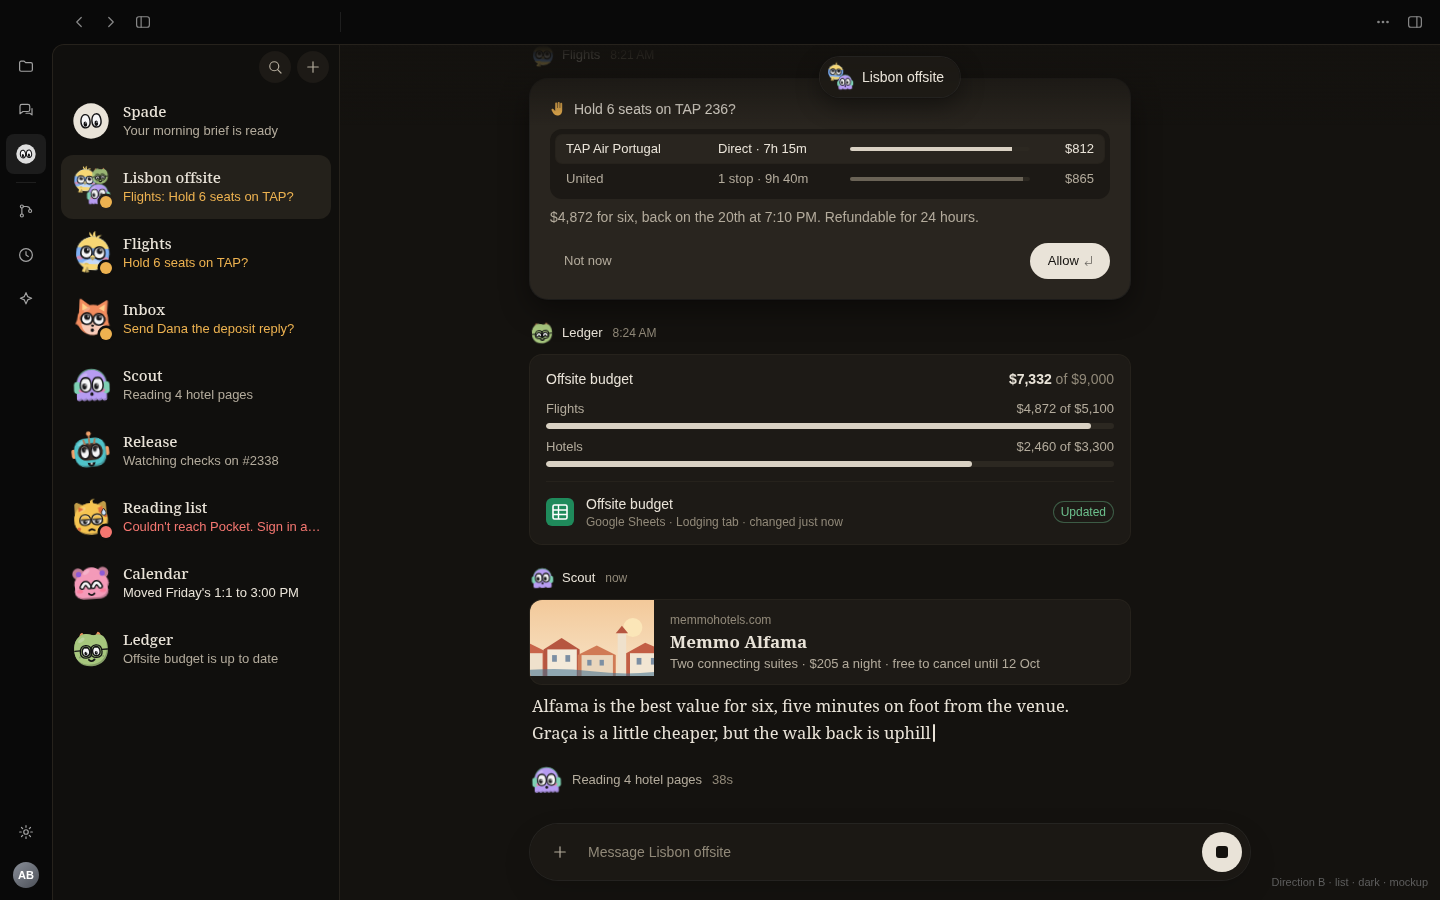 Spade
Your morning brief is ready
Lisbon offsite
Flights: Hold 6 seats on TAP?
Flights
Hold 6 seats on TAP?
Inbox
Send Dana the deposit reply?
Scout
Reading 4 hotel pages
Release
Watching checks on #2338
Reading list
Couldn't reach Pocket. Sign in a…
Calendar
Moved Friday's 1:1 to 3:00 PM
Ledger
Offsite budget is up to date
AB
Flights 8:21 AM
Lisbon offsite
Hold 6 seats on TAP 236?
TAP Air Portugal Direct · 7h 15m $812
United 1 stop · 9h 40m $865
$4,872 for six, back on the 20th at 7:10 PM. Refundable for 24 hours.
Not now Allow
Ledger 8:24 AM
Offsite budget $7,332 of $9,000
Flights $4,872 of $5,100
Hotels $2,460 of $3,300
Offsite budget
Google Sheets · Lodging tab · changed just now
Updated
Scout now
memmohotels.com
Memmo Alfama
Two connecting suites · $205 a night · free to cancel until 12 Oct
Alfama is the best value for six, five minutes on foot from the venue.
Graça is a little cheaper, but the walk back is uphill
Reading 4 hotel pages 38s
Message Lisbon offsite
Direction B · list · dark · mockup